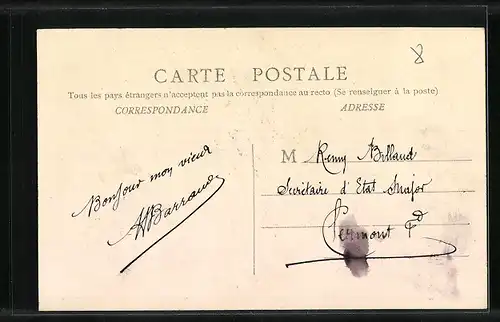 8
CARTE POSTALE
Tous les pays étrangers n'acceptent pas la correspondance au recto (Se renseigner à la poste)
CORRESPONDANCE
ADRESSE
Bonjour mon vieux
ABarraud
M Remy Billaud
Secrétaire d'Etat Major
Clermont Fd